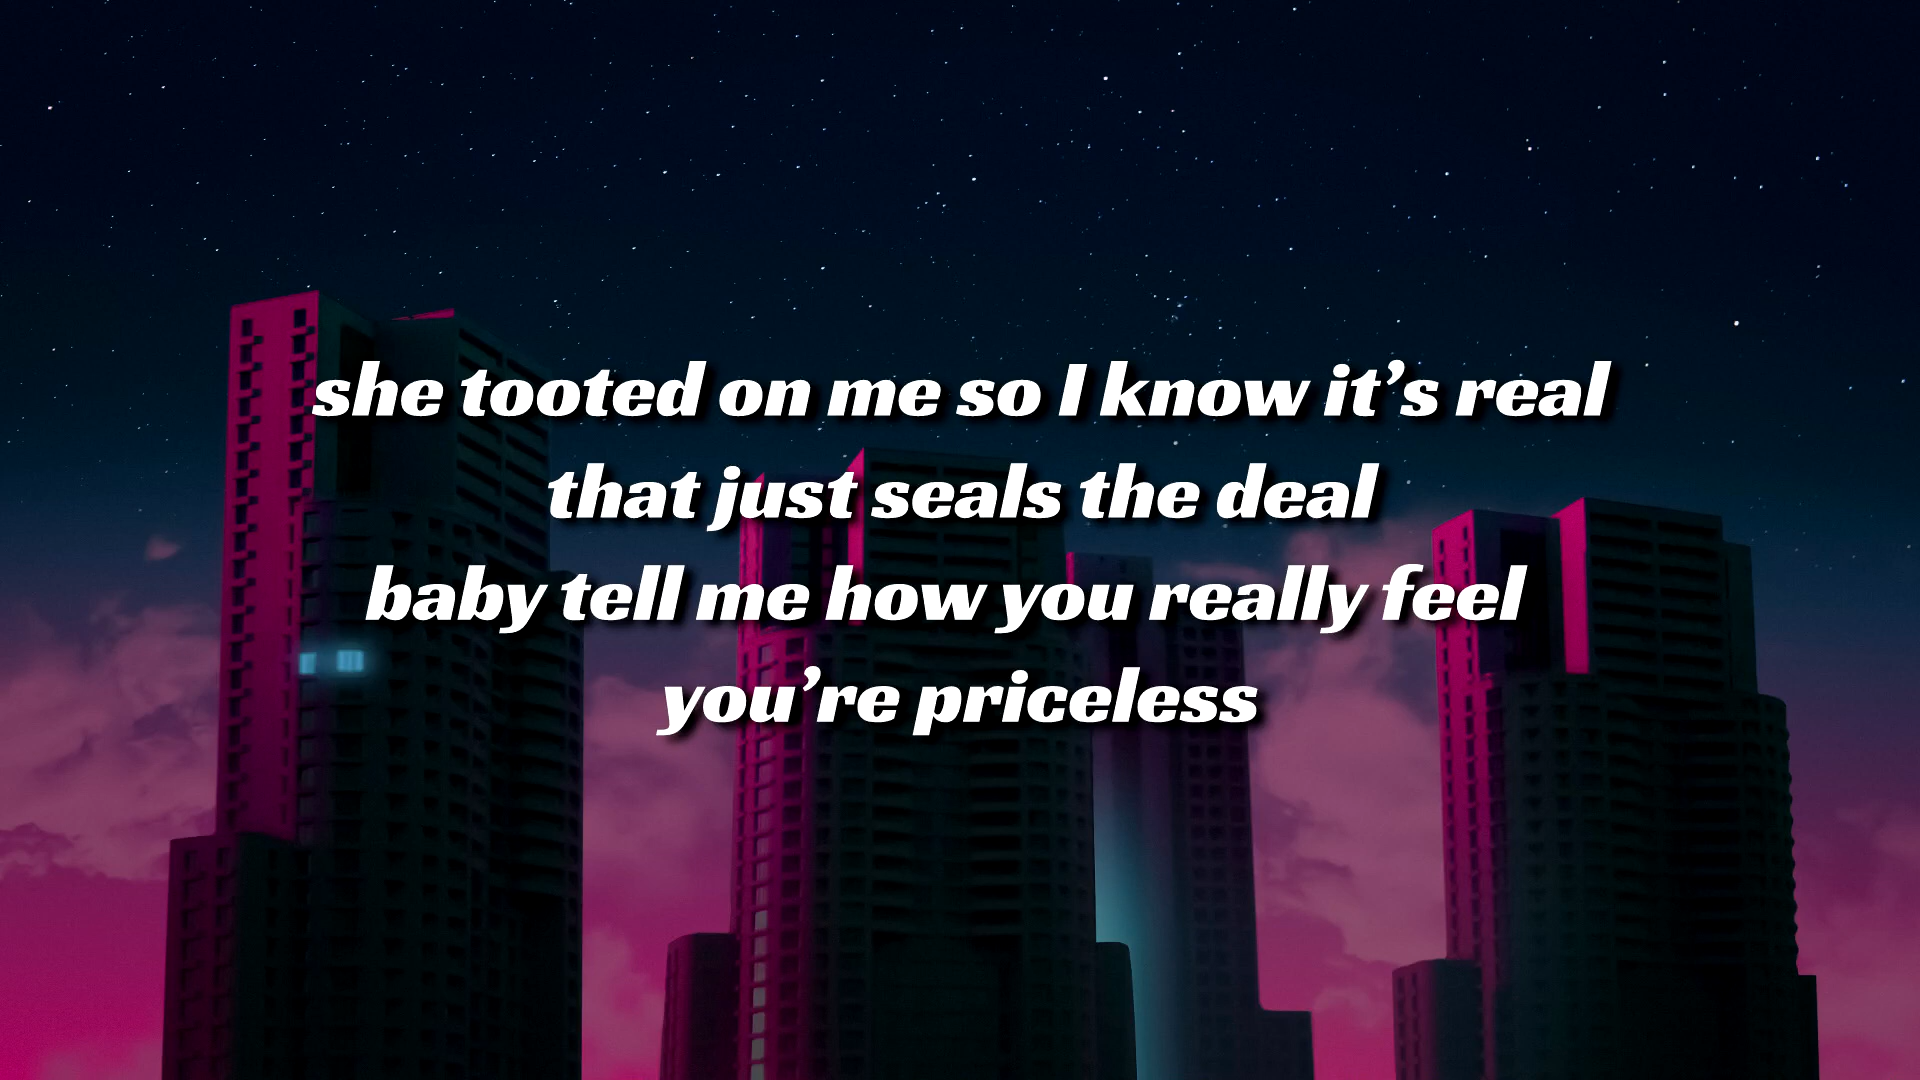 she tooted on me so I know it’s real
that just seals the deal
baby tell me how you really feel
you’re priceless